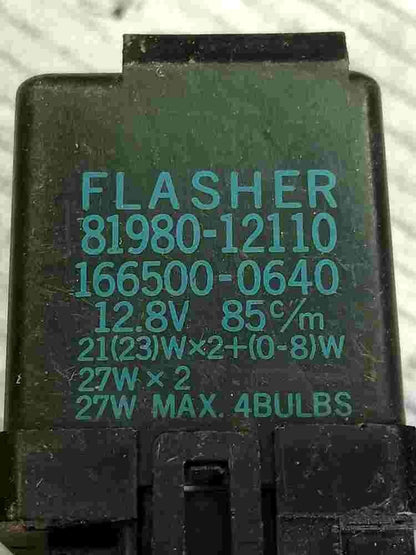 FLASHER
81980-12110
166500-0640
12.8V 85c/m
21(23)W×2+(0-8)W
27W×2
27W MAX. 4BULBS